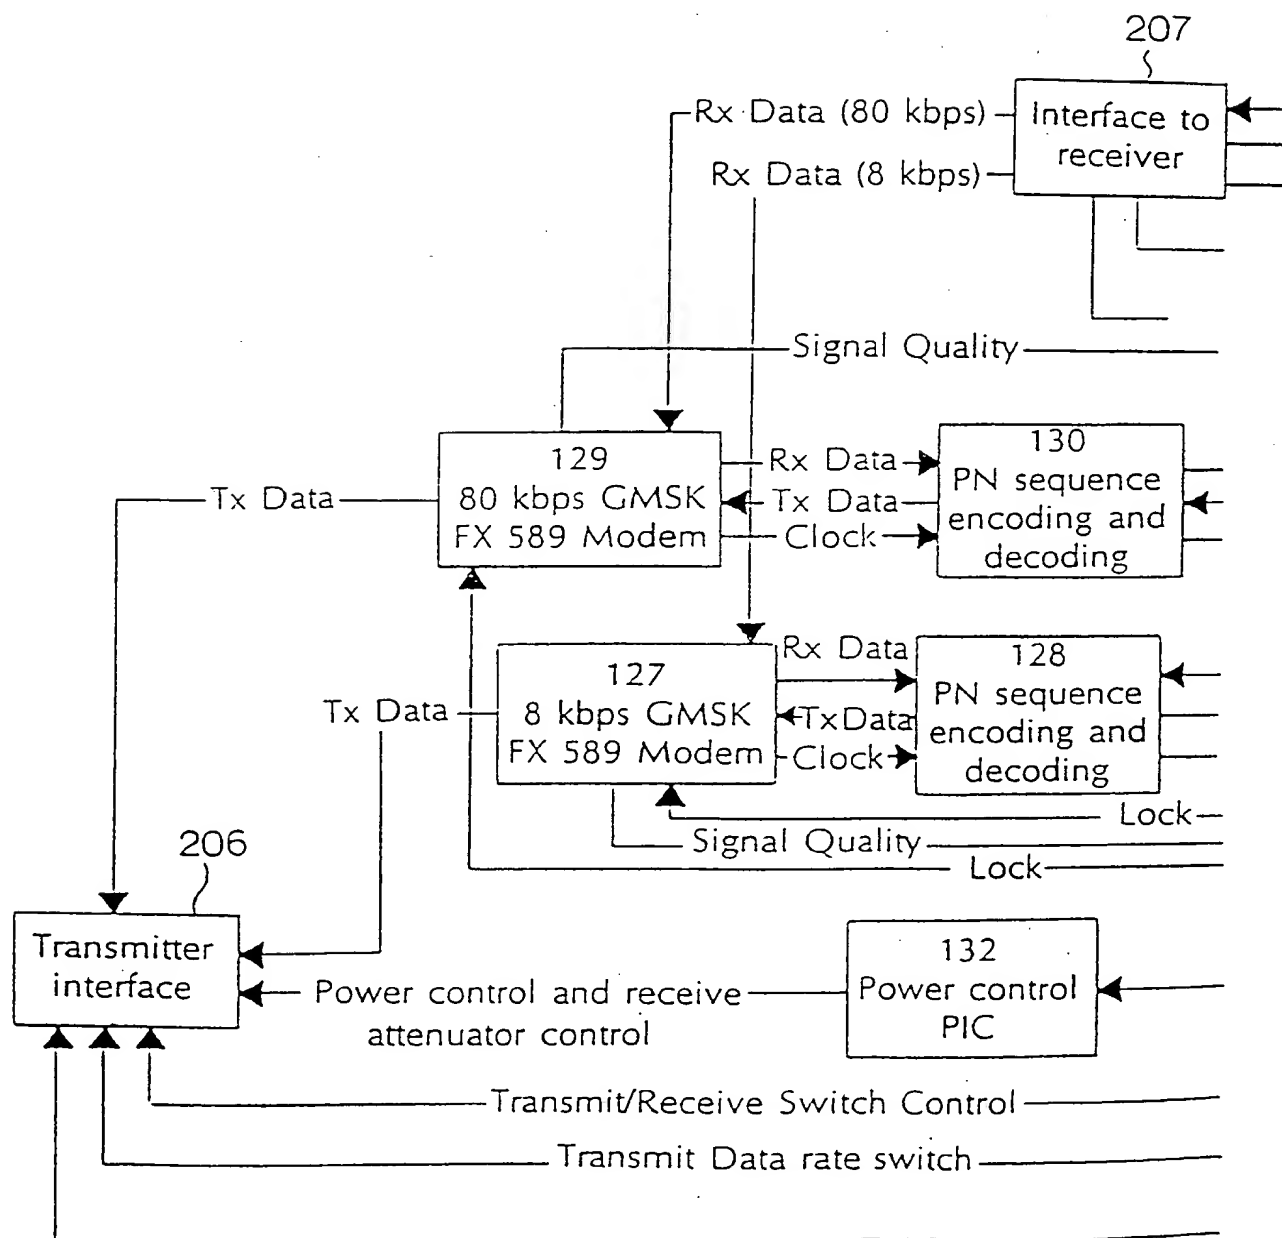 207
Rx Data (80 kbps)
Interface to
receiver
Rx Data (8 kbps)
Signal Quality
129
80 kbps GMSK
FX 589 Modem
Rx Data
Tx Data
Clock
130
PN sequence
encoding and
decoding
Tx Data
127
8 kbps GMSK
FX 589 Modem
Rx Data
TxData
Clock
128
PN sequence
encoding and
decoding
Tx Data
Lock
Signal Quality
Lock
206
Transmitter
interface
Power control and receive
attenuator control
132
Power control
PIC
Transmit/Receive Switch Control
Transmit Data rate switch